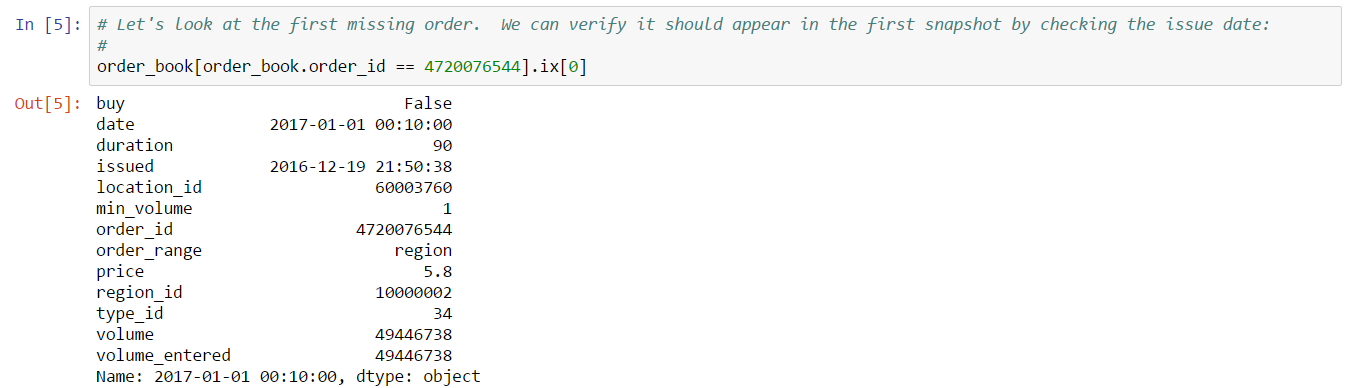 In [5]: # Let's look at the first missing order.  We can verify it should appear in the first snapshot by checking the issue date:
#
order_book[order_book.order_id == 4720076544].ix[0]
Out[5]: buy                                False
date               2017-01-01 00:10:00
duration                            90
issued             2016-12-19 21:50:38
location_id                   60003760
min_volume                           1
order_id                    4720076544
order_range                     region
price                              5.8
region_id                     10000002
type_id                             34
volume                        49446738
volume_entered                49446738
Name: 2017-01-01 00:10:00, dtype: object